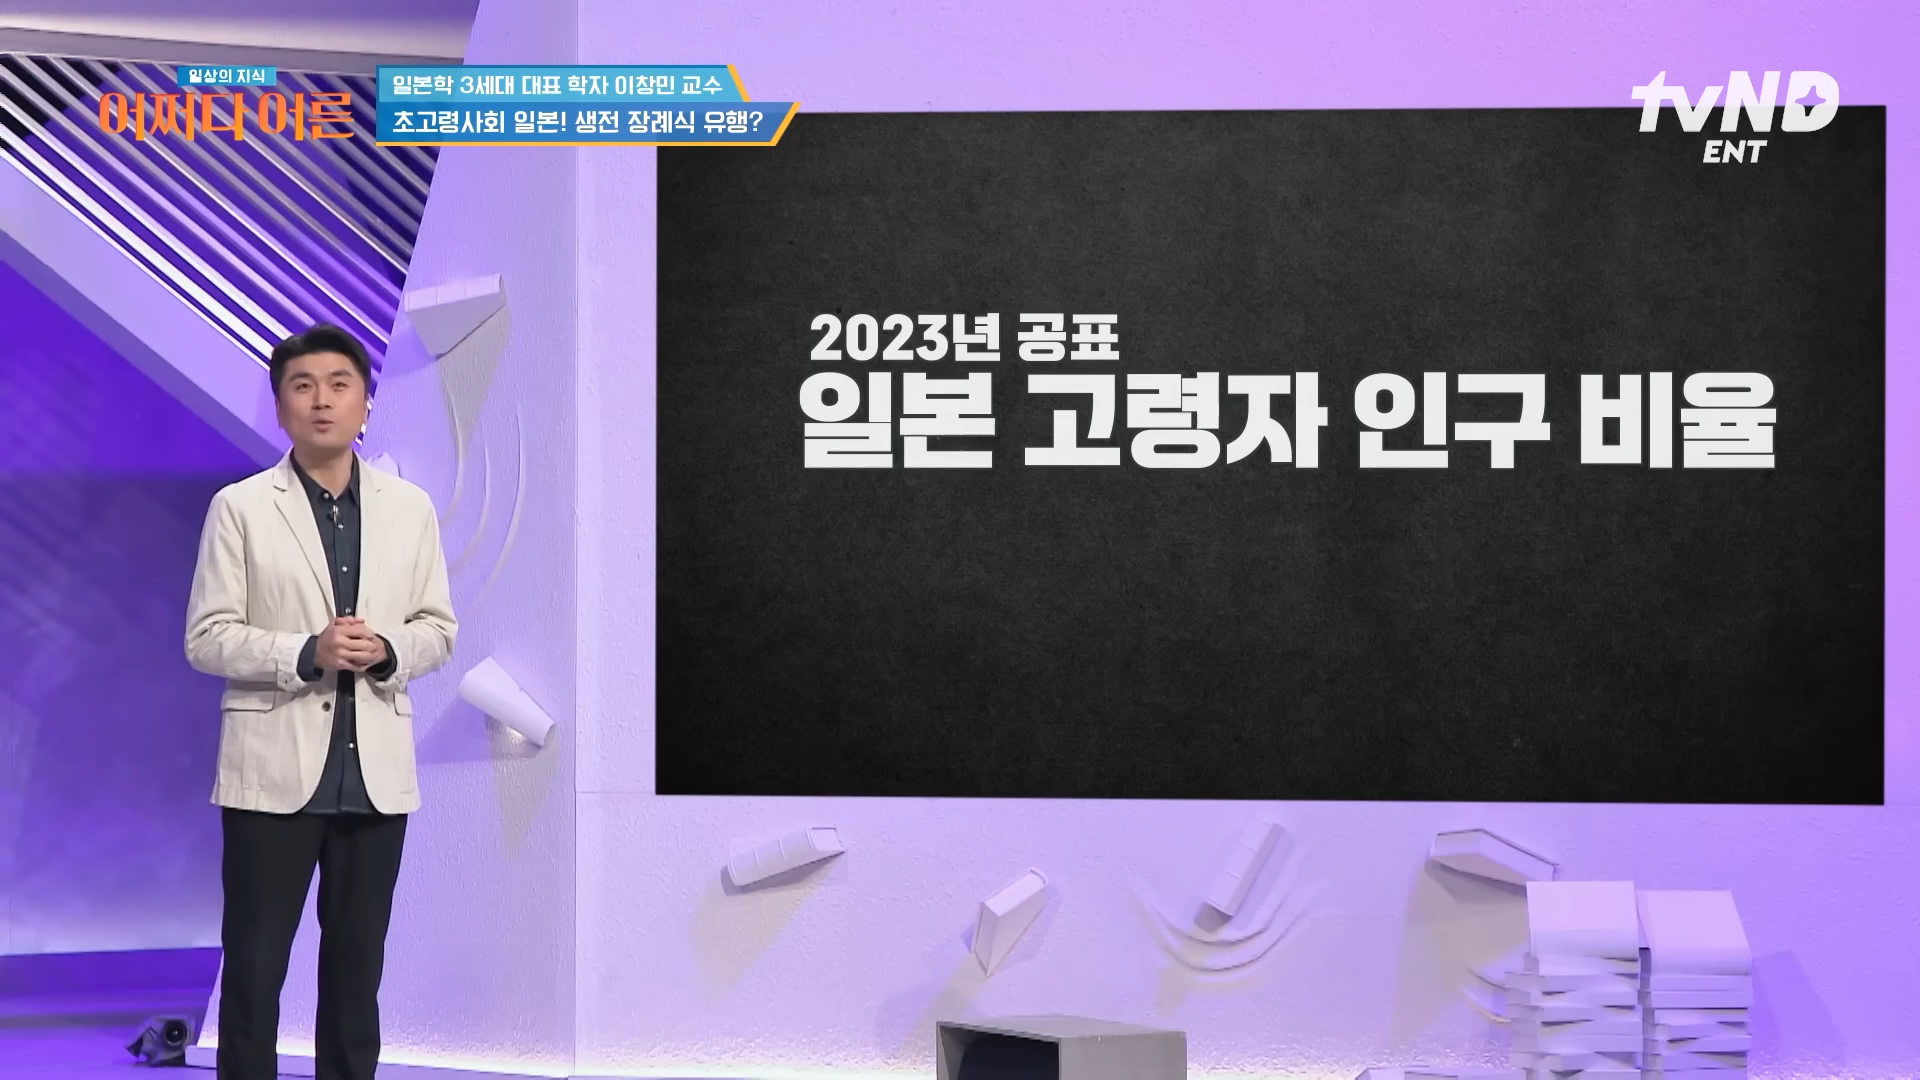 일상의 지식
어쩌다 어른
일본학 3세대 대표 학자 이창민 교수
초고령사회 일본! 생전 장례식 유행?
tvND
ENT
2023년 공표
일본 고령자 인구 비율